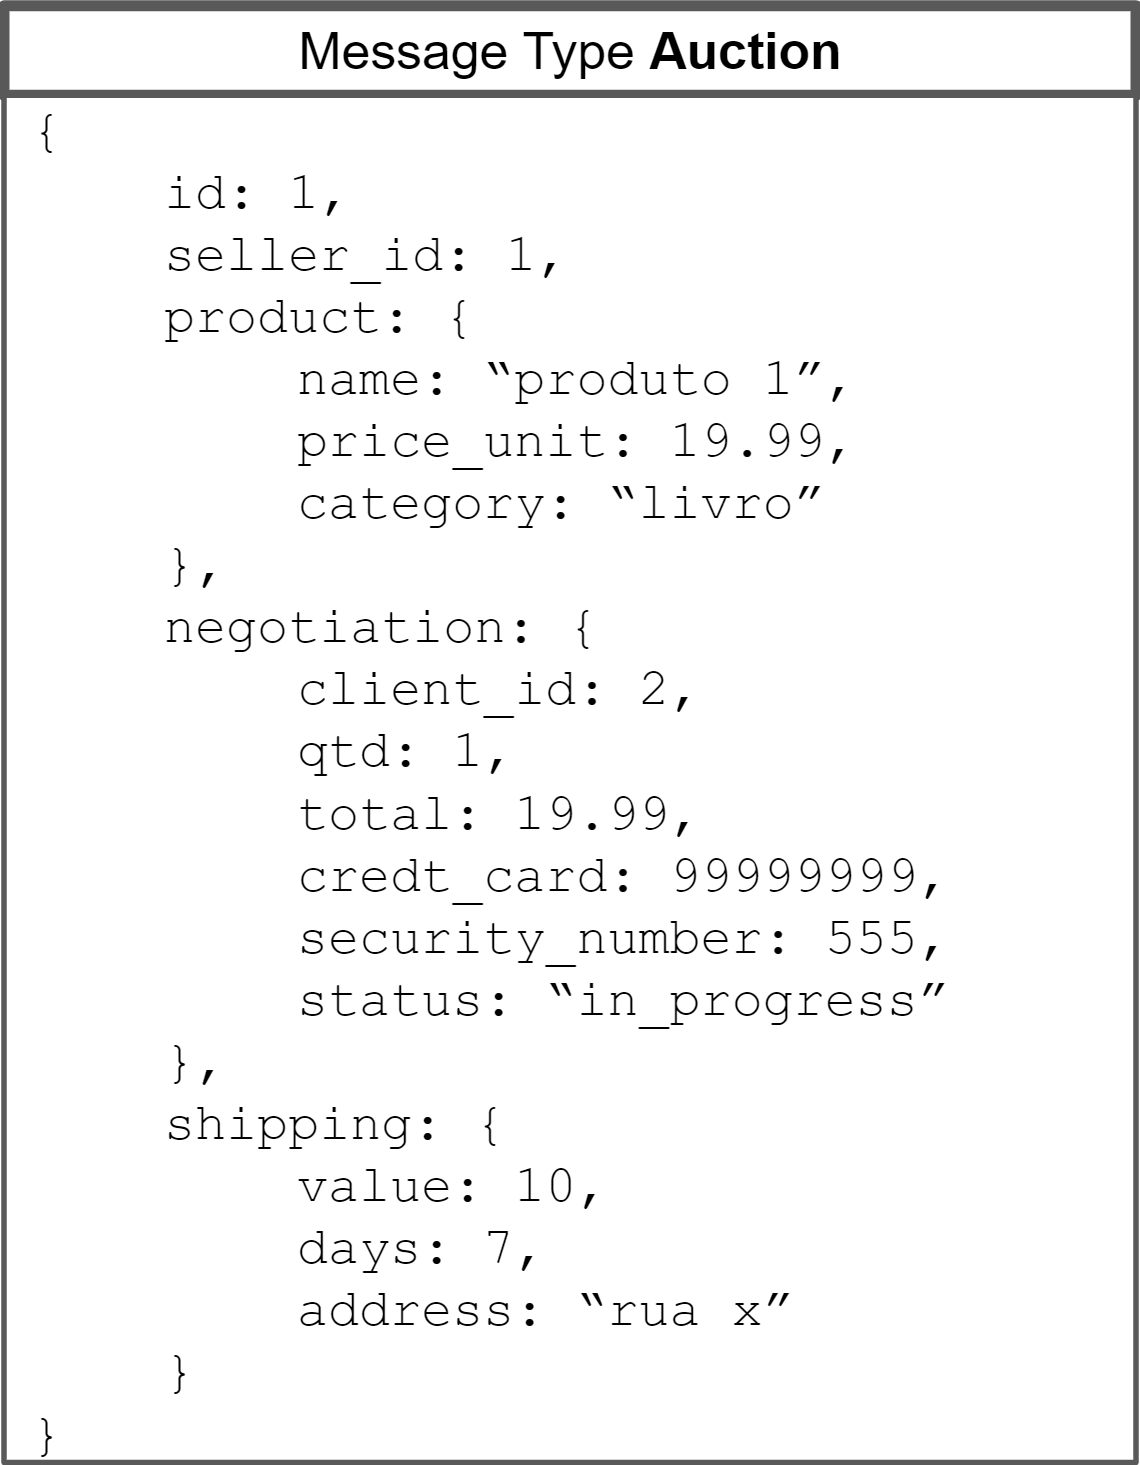 Message Type Auction
{
id: 1,
seller_id: 1,
product: {
name: “produto 1”,
price_unit: 19.99,
category: “livro”
},
negotiation: {
client_id: 2,
qtd: 1,
total: 19.99,
credt_card: 99999999,
security_number: 555,
status: “in_progress”
},
shipping: {
value: 10,
days: 7,
address: “rua x”
}
}